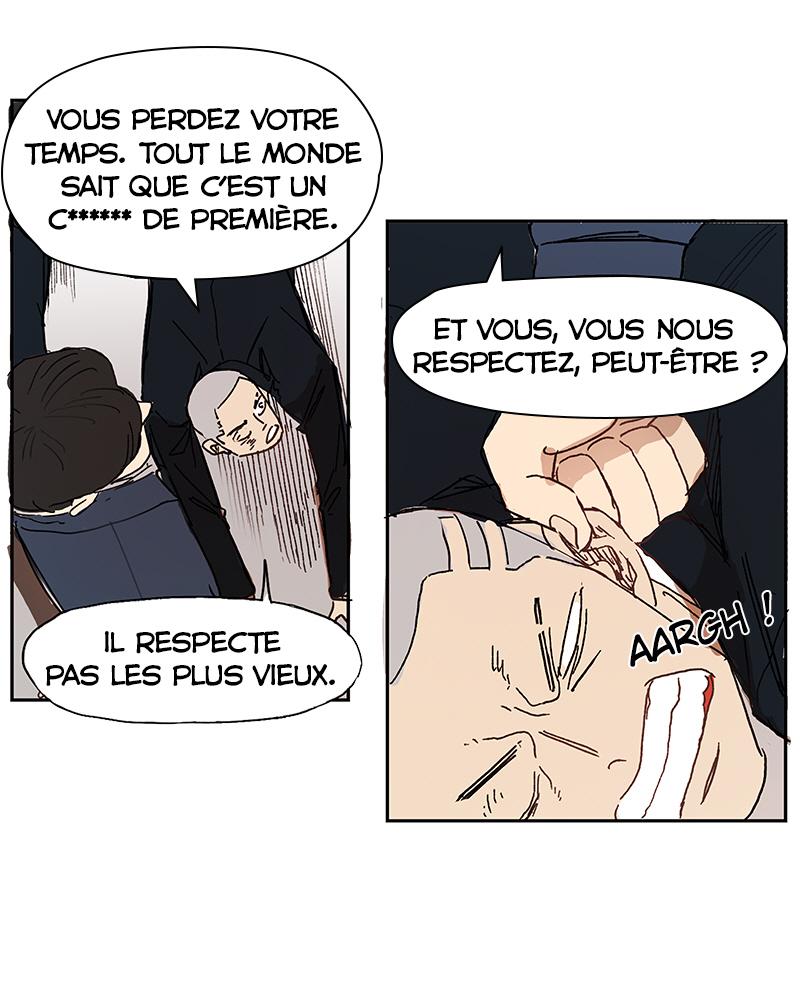 VOUS PERDEZ VOTRE
TEMPS. TOUT LE MONDE
SAIT QUE C'EST UN
C****** DE PREMIÈRE.
IL RESPECTE
PAS LES PLUS VIEUX.
ET VOUS, VOUS NOUS
RESPECTEZ, PEUT-ÊTRE ?
AARGH !